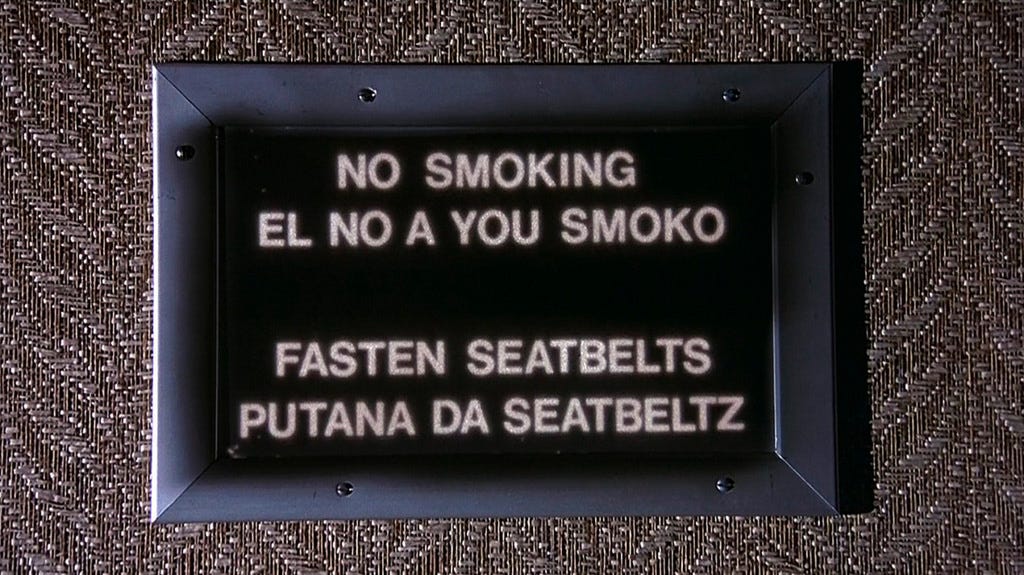 NO SMOKING
EL NO A YOU SMOKO
FASTEN SEATBELTS
PUTANA DA SEATBELTZ